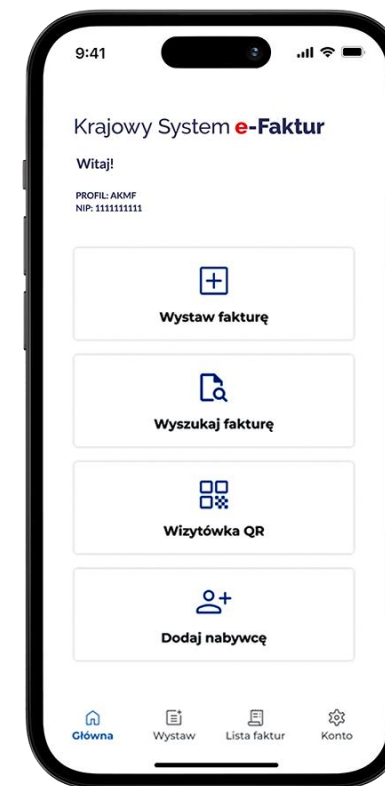 9:41
Krajowy System e-Faktur
Witaj!
PROFIL: AKMF
NIP: 1111111111
Wystaw fakturę
Wyszukaj fakturę
Wizytówka QR
Dodaj nabywcę
Główna Wystaw Lista faktur Konto